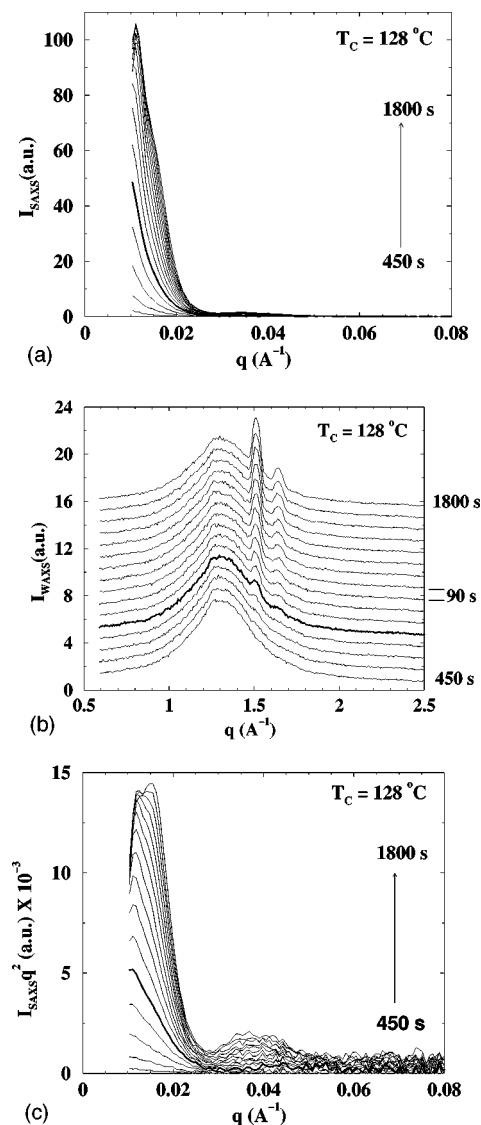 T_C = 128 °C
100
80
60
40
20
0
I_SAXS(a.u.)
1800 s
450 s
0 0.02 0.04 0.06 0.08
q (A⁻¹)
(a)
24
20
16
12
8
4
0
I_WAXS(a.u.)
T_C = 128 °C
1800 s
90 s
450 s
0.5 1 1.5 2 2.5
q (A⁻¹)
(b)
15
10
5
0
I_SAXSq² (a.u.) X 10⁻³
T_C = 128 °C
1800 s
450 s
0 0.02 0.04 0.06 0.08
q (A⁻¹)
(c)